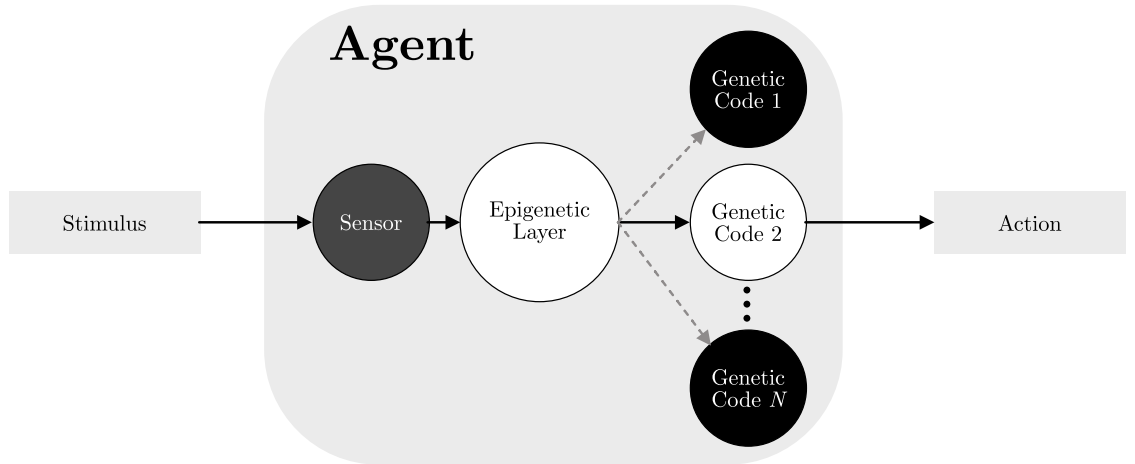 Agent
Stimulus
Sensor
Epigenetic
Layer
Genetic
Code 1
Genetic
Code 2
Genetic
Code N
Action